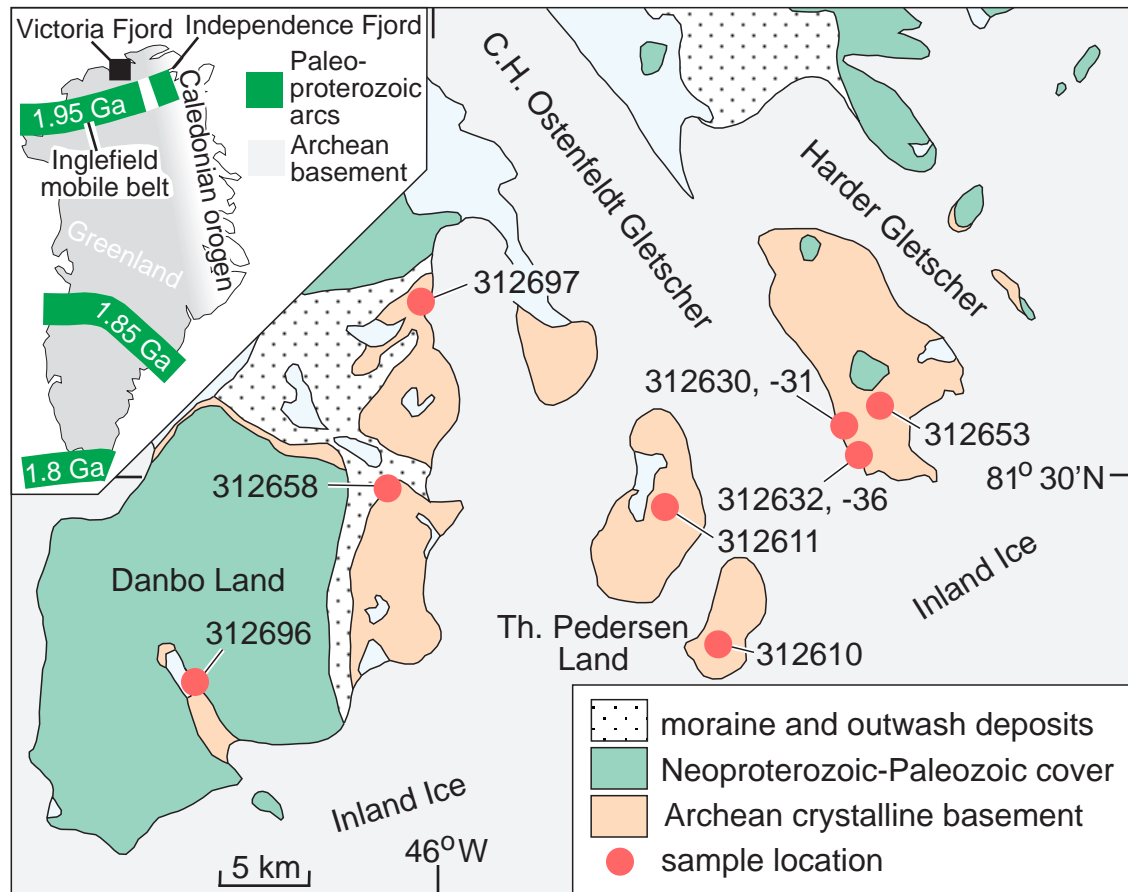 Victoria Fjord
Independence Fjord
Paleo-
proterozoic
arcs
Archean
basement
1.95 Ga
Inglefield
mobile belt
Caledonian orogen
Greenland
1.85 Ga
1.8 Ga
C.H. Ostenfeldt Gletscher
Harder Gletscher
312697
312630, -31
312653
312658
312632, -36
81° 30’N
312611
Inland Ice
Danbo Land
312696
Th. Pedersen
Land
312610
Inland Ice
46° W
5 km
moraine and outwash deposits
Neoproterozoic-Paleozoic cover
Archean crystalline basement
sample location